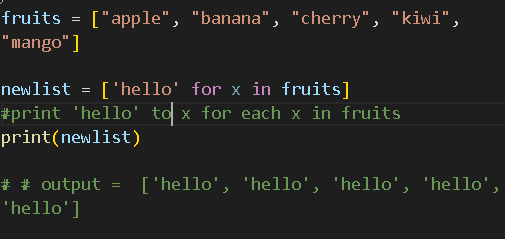 fruits = ["apple", "banana", "cherry", "kiwi",
"mango"]
newlist = ['hello' for x in fruits]
#print 'hello' to x for each x in fruits
print(newlist)
# # output =  ['hello', 'hello', 'hello', 'hello',
'hello']